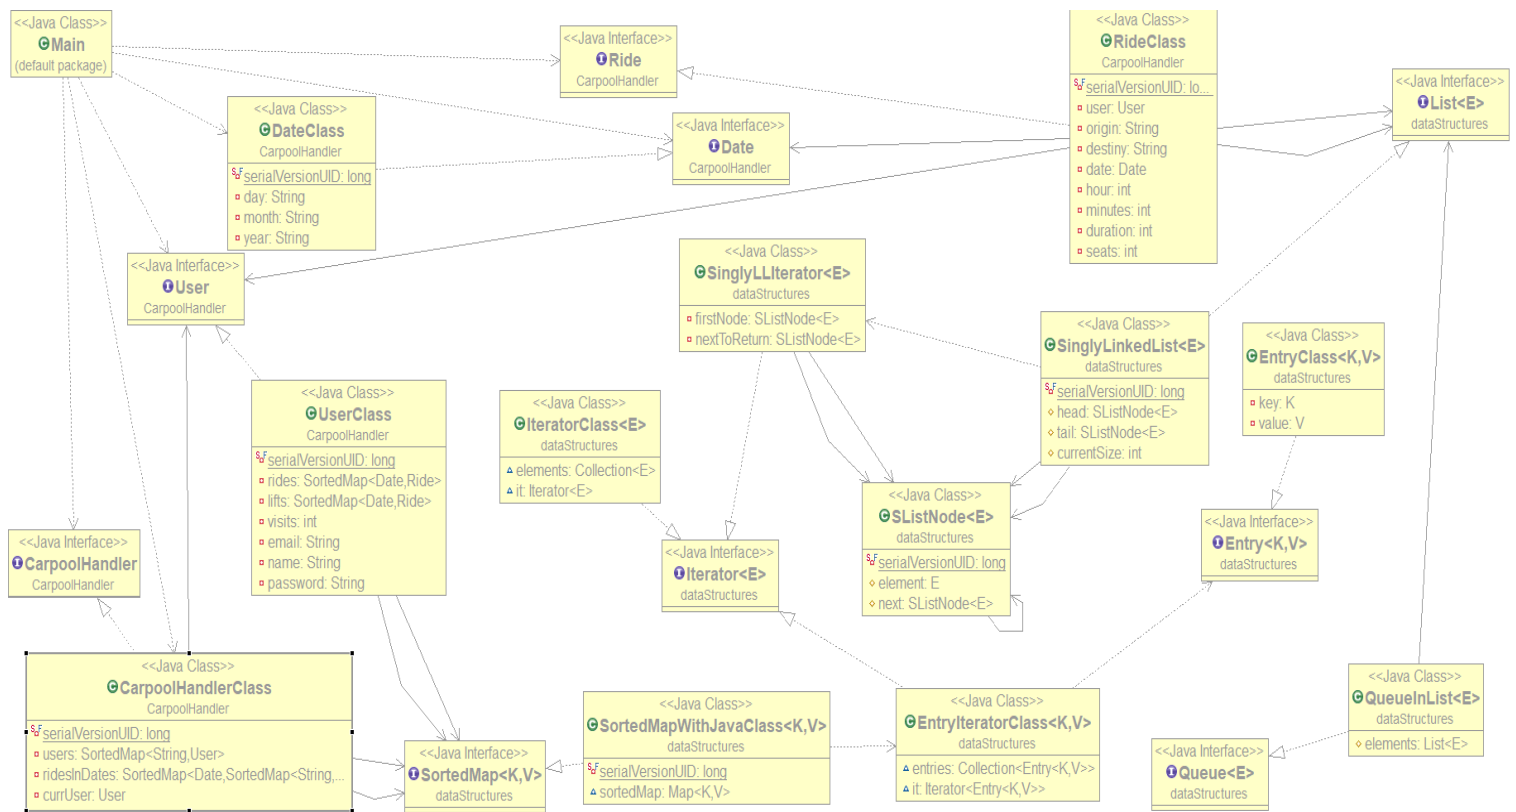 <<Java Class>>
Main
(default package)
<<Java Interface>>
Ride
CarpoolHandler
<<Java Class>>
RideClass
CarpoolHandler
serialVersionUID: lo...
user: User
origin: String
destiny: String
date: Date
hour: int
minutes: int
duration: int
seats: int
<<Java Interface>>
List<E>
dataStructures
<<Java Class>>
DateClass
CarpoolHandler
serialVersionUID: long
day: String
month: String
year: String
<<Java Interface>>
Date
CarpoolHandler
<<Java Interface>>
User
CarpoolHandler
<<Java Class>>
SinglyLLIterator<E>
dataStructures
firstNode: SListNode<E>
nextToReturn: SListNode<E>
<<Java Class>>
SinglyLinkedList<E>
dataStructures
serialVersionUID: long
head: SListNode<E>
tail: SListNode<E>
currentSize: int
<<Java Class>>
EntryClass<K,V>
dataStructures
key: K
value: V
<<Java Class>>
UserClass
CarpoolHandler
serialVersionUID: long
rides: SortedMap<Date,Ride>
lifts: SortedMap<Date,Ride>
visits: int
email: String
name: String
password: String
<<Java Class>>
IteratorClass<E>
dataStructures
elements: Collection<E>
it: Iterator<E>
<<Java Class>>
SListNode<E>
dataStructures
serialVersionUID: long
element: E
next: SListNode<E>
<<Java Interface>>
Entry<K,V>
dataStructures
<<Java Interface>>
CarpoolHandler
CarpoolHandler
<<Java Interface>>
Iterator<E>
dataStructures
<<Java Class>>
CarpoolHandlerClass
CarpoolHandler
serialVersionUID: long
users: SortedMap<String,User>
ridesInDates: SortedMap<Date,SortedMap<String,...
currUser: User
<<Java Interface>>
SortedMap<K,V>
dataStructures
<<Java Class>>
SortedMapWithJavaClass<K,V>
dataStructures
serialVersionUID: long
sortedMap: Map<K,V>
<<Java Class>>
EntryIteratorClass<K,V>
dataStructures
entries: Collection<Entry<K,V>>
it: Iterator<Entry<K,V>>
<<Java Interface>>
Queue<E>
dataStructures
<<Java Class>>
QueueInList<E>
dataStructures
elements: List<E>